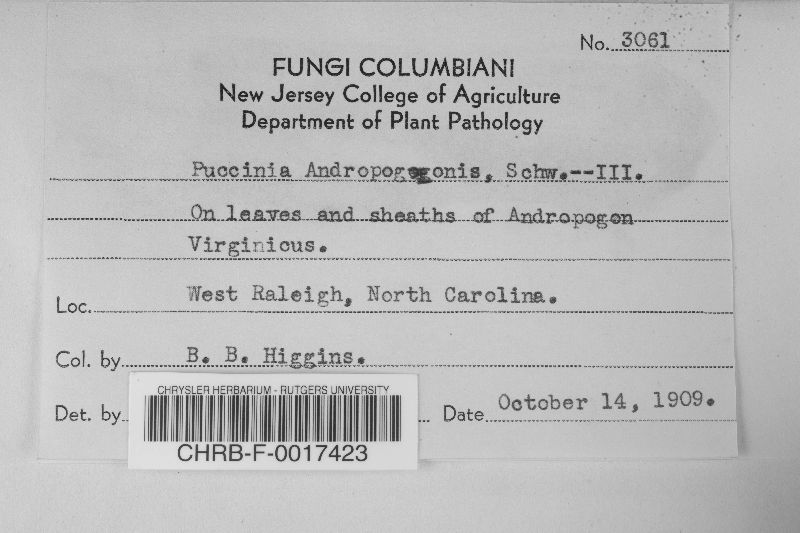 No. 3061
FUNGI COLUMBIANI
New Jersey College of Agriculture
Department of Plant Pathology
Puccinia Andropogogonis, Schw.--III.
On leaves and sheaths of Andropogon
Virginicus.
Loc. West Raleigh, North Carolina.
Col. by B. B. Higgins.
Det. by
Date October 14, 1909.
CHRYSLER HERBARIUM - RUTGERS UNIVERSITY
CHRB-F-0017423